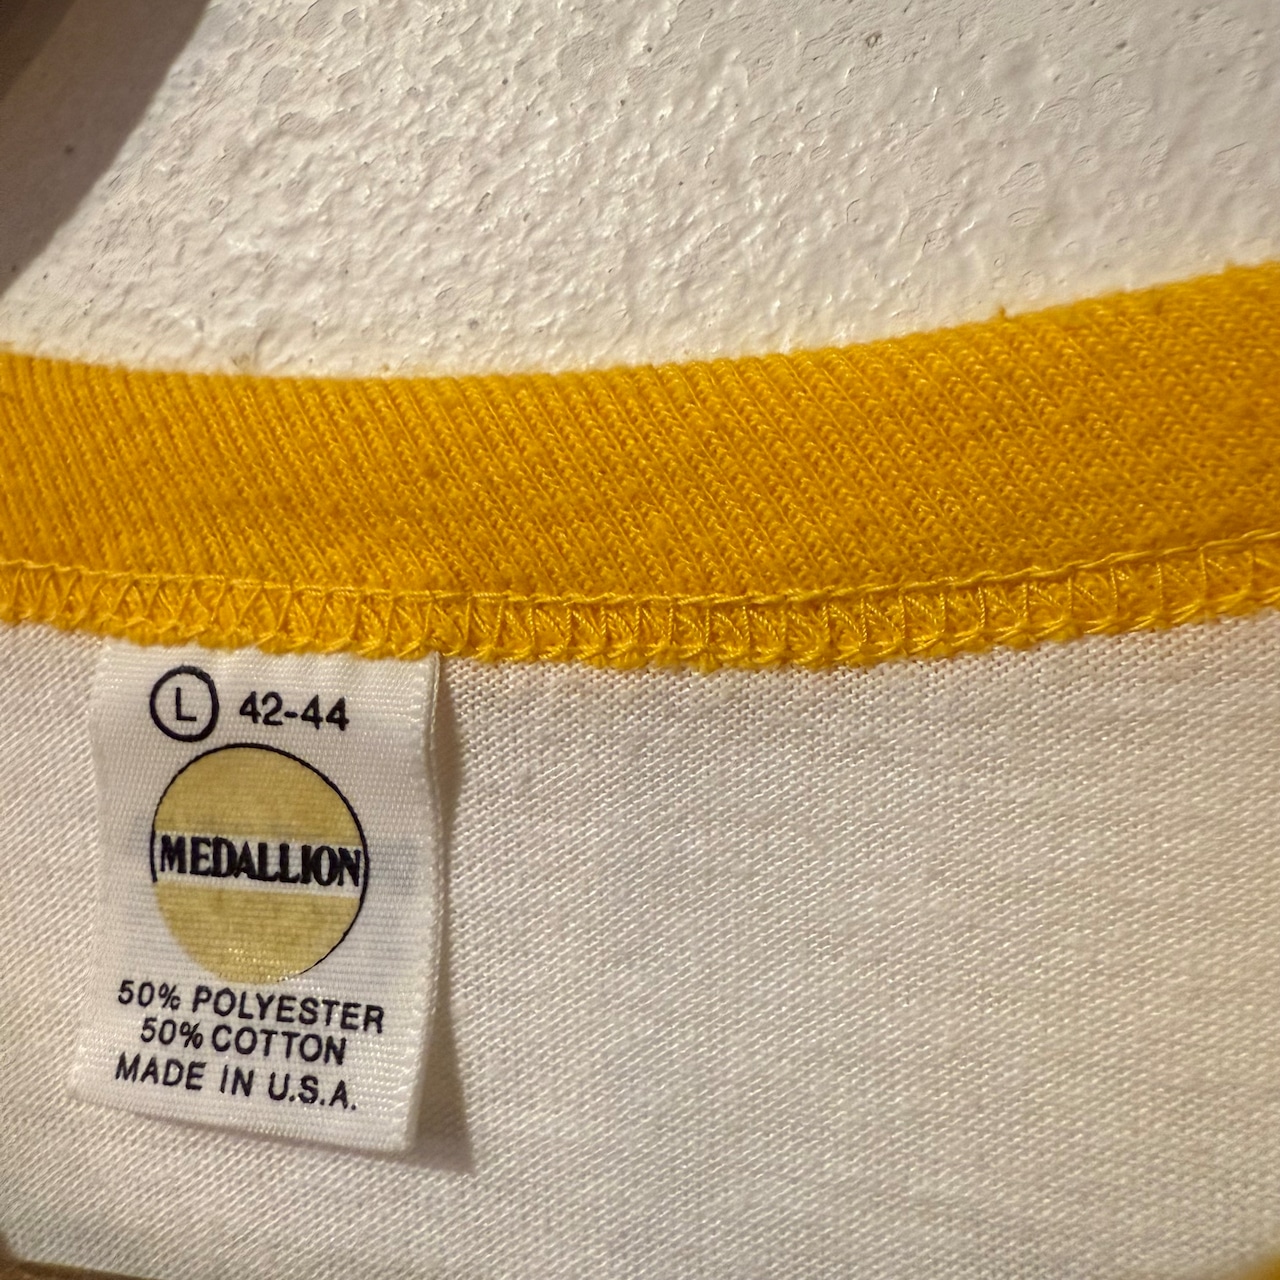 L 42-44
MEDALLION
50% POLYESTER
50% COTTON
MADE IN U.S.A.